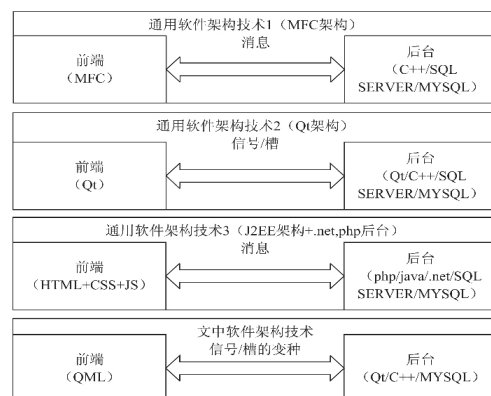 通用软件架构技术1（MFC架构）
消息
前端
（MFC）
后台
（C++/SQL
SERVER/MYSQL）
通用软件架构技术2（Qt架构）
信号/槽
前端
（Qt）
后台
（Qt/C++/SQL
SERVER/MYSQL）
通用软件架构技术3（J2EE架构+.net,php后台）
消息
前端
（HTML+CSS+JS）
后台
（php/java/.net/SQL
SERVER/MYSQL）
文中软件架构技术
信号/槽的变种
前端
（QML）
后台
（Qt/C++/MYSQL）